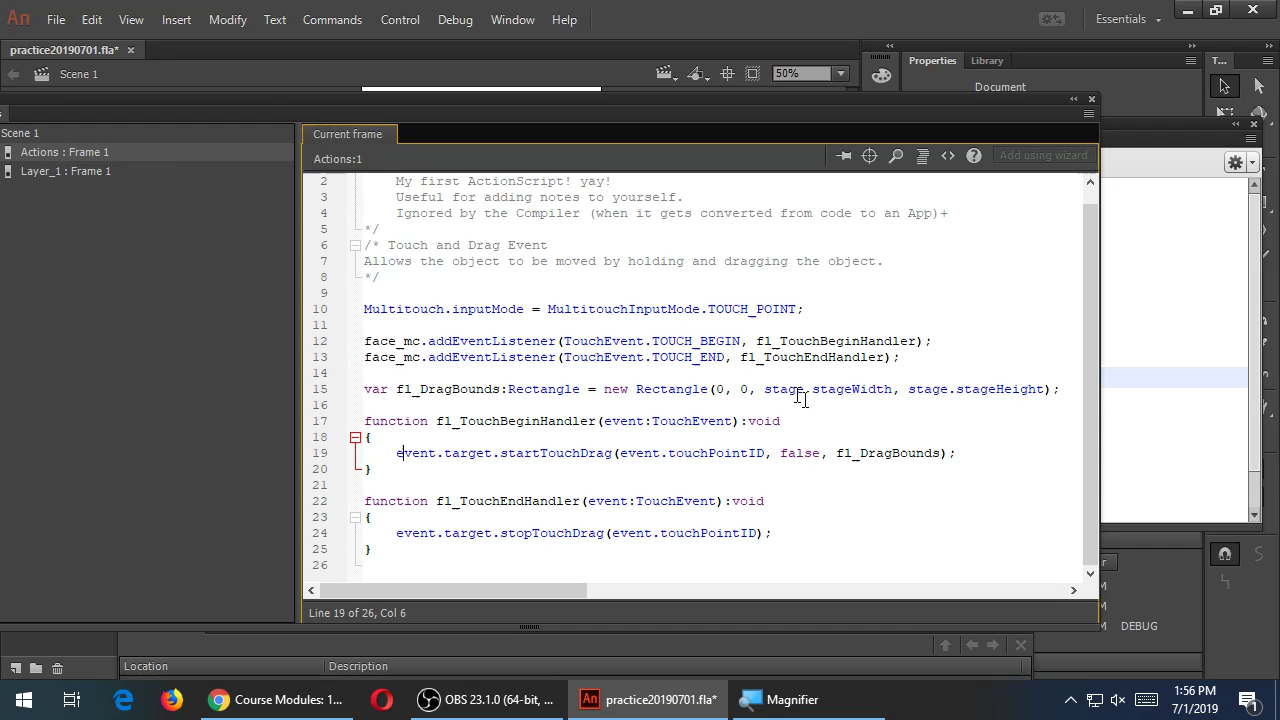 An File Edit View Insert Modify Text Commands Control Debug Window Help Essentials
practice20190701.fla* ×
Scene 1 50% Properties Library T...
Document
Scene 1
Actions : Frame 1
Layer_1 : Frame 1
Current frame
Actions:1 Add using wizard
2 My first ActionScript! yay!
3 Useful for adding notes to yourself.
4 Ignored by the Compiler (when it gets converted from code to an App)+
5 */
6 /* Touch and Drag Event
7 Allows the object to be moved by holding and dragging the object.
8 */
9
10 Multitouch.inputMode = MultitouchInputMode.TOUCH_POINT;
11
12 face_mc.addEventListener(TouchEvent.TOUCH_BEGIN, fl_TouchBeginHandler);
13 face_mc.addEventListener(TouchEvent.TOUCH_END, fl_TouchEndHandler);
14
15 var fl_DragBounds:Rectangle = new Rectangle(0, 0, stage.stageWidth, stage.stageHeight);
16
17 function fl_TouchBeginHandler(event:TouchEvent):void
18 {
19 event.target.startTouchDrag(event.touchPointID, false, fl_DragBounds);
20 }
21
22 function fl_TouchEndHandler(event:TouchEvent):void
23 {
24 event.target.stopTouchDrag(event.touchPointID);
25 }
26
Line 19 of 26, Col 6
DEBUG
Location Description
Course Modules: 1... OBS 23.1.0 (64-bit, ... An practice20190701.fla* Magnifier
1:56 PM
7/1/2019
1